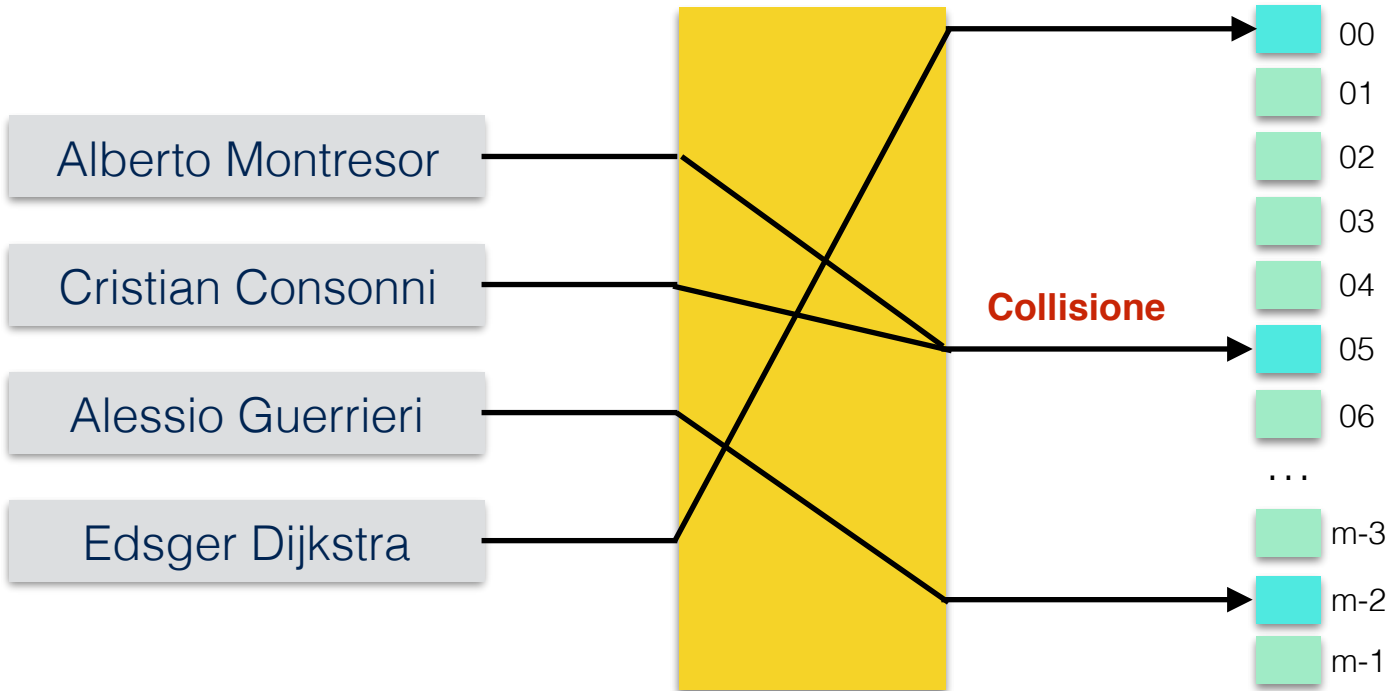 00
01
Alberto Montresor
02
03
Cristian Consonni
04
Collisione
05
Alessio Guerrieri
06
...
Edsger Dijkstra
m-3
m-2
m-1